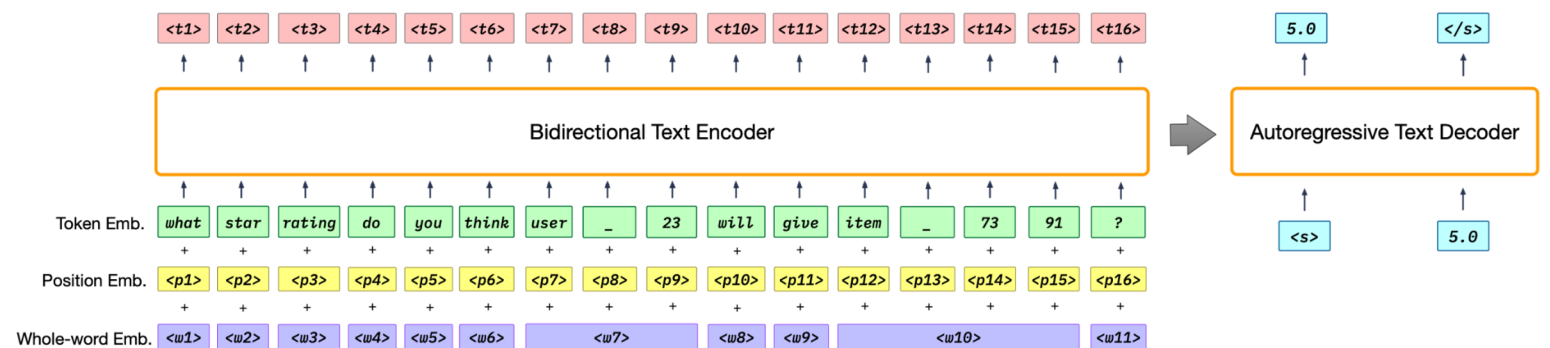 <t1> <t2> <t3> <t4> <t5> <t6> <t7> <t8> <t9> <t10> <t11> <t12> <t13> <t14> <t15> <t16> 5.0 </s>
Bidirectional Text Encoder Autoregressive Text Decoder
Token Emb. what star rating do you think user _ 23 will give item _ 73 91 ?
+ + + + + + + + + + + + + + + +
<s> 5.0
Position Emb. <p1> <p2> <p3> <p4> <p5> <p6> <p7> <p8> <p9> <p10> <p11> <p12> <p13> <p14> <p15> <p16>
+ + + + + + + + + + + + + + + +
Whole-word Emb. <w1> <w2> <w3> <w4> <w5> <w6> <w7> <w8> <w9> <w10> <w11>